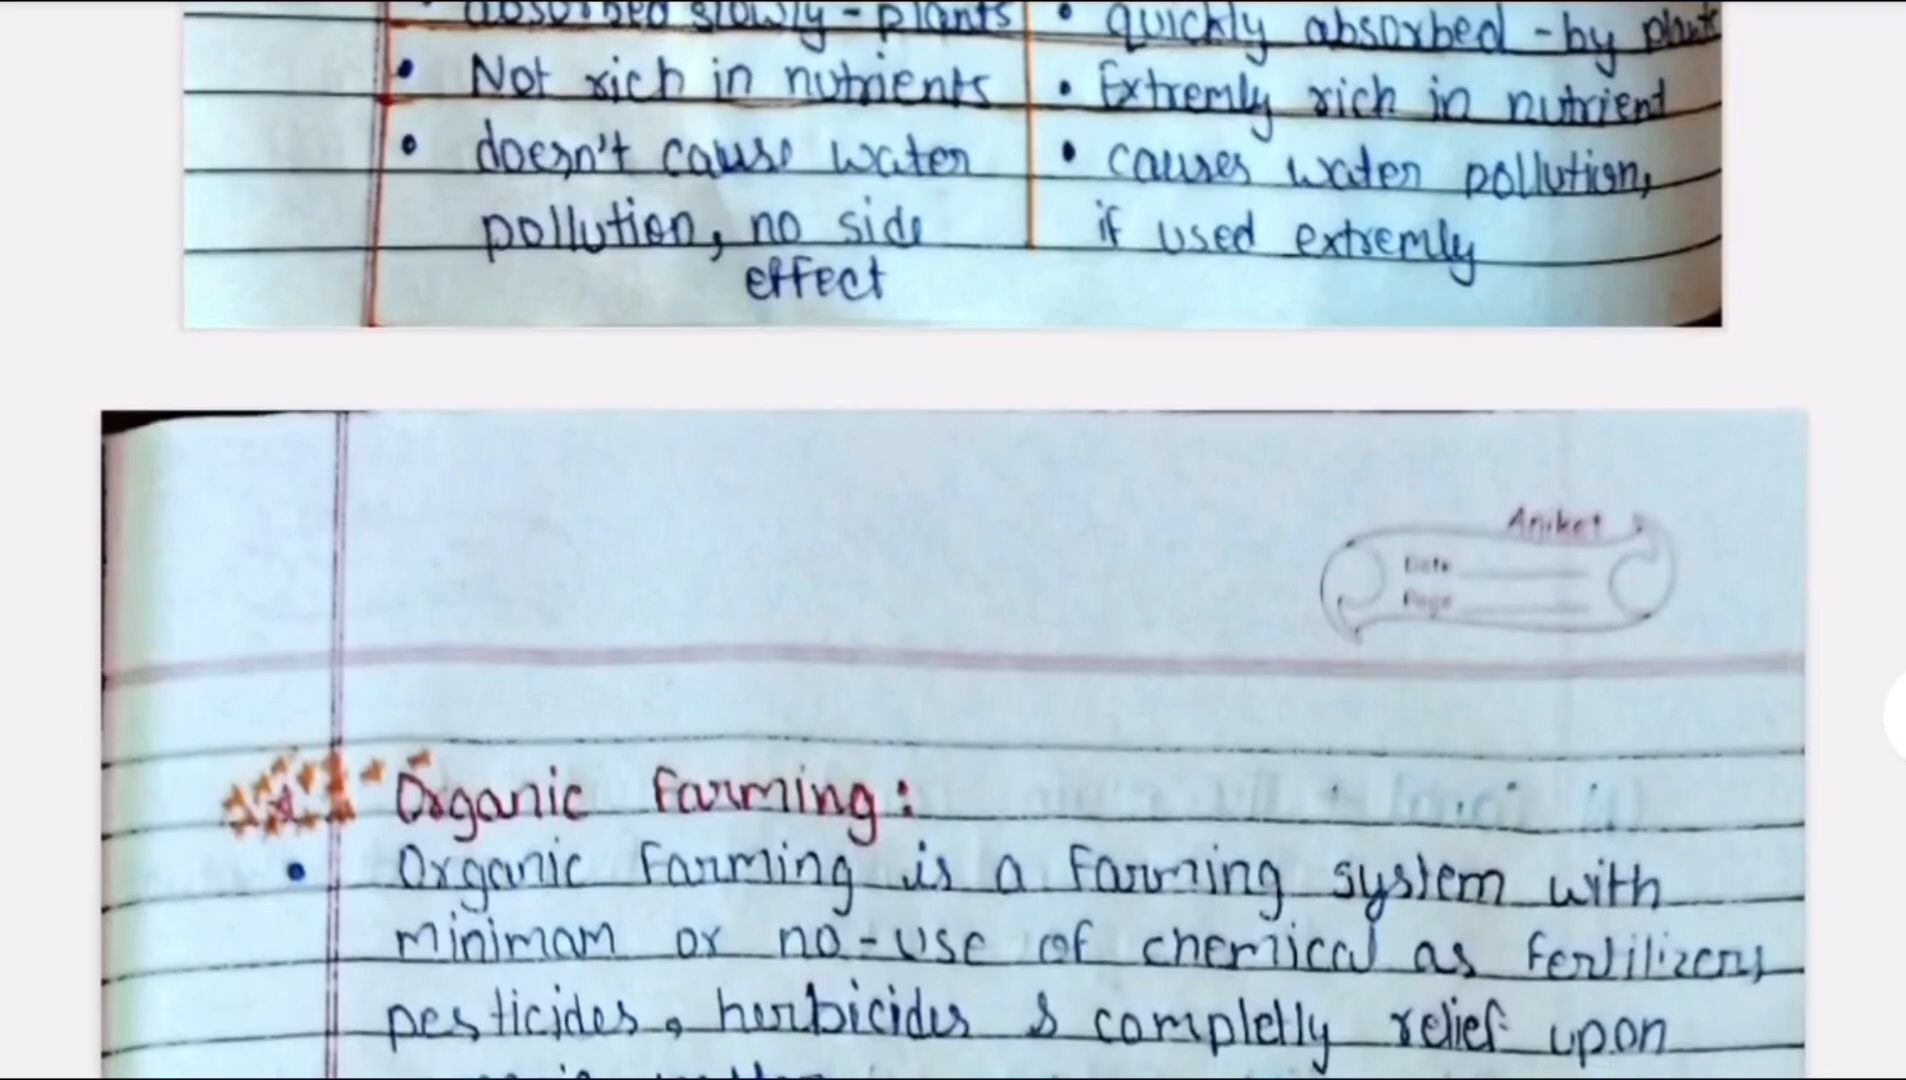 absorbed slowly - plants • quickly absorbed - by plants
• Not rich in nutrients • Extremly rich in nutrient
• doesn't cause water • causes water pollution,
pollution, no side if used extremly
effect
Aniket
Date
Page
Organic Farming :
• Organic Farming is a Farming system with
minimam or no-use of chemical as Fertilizers,
pesticides, herbicides & completly relief upon